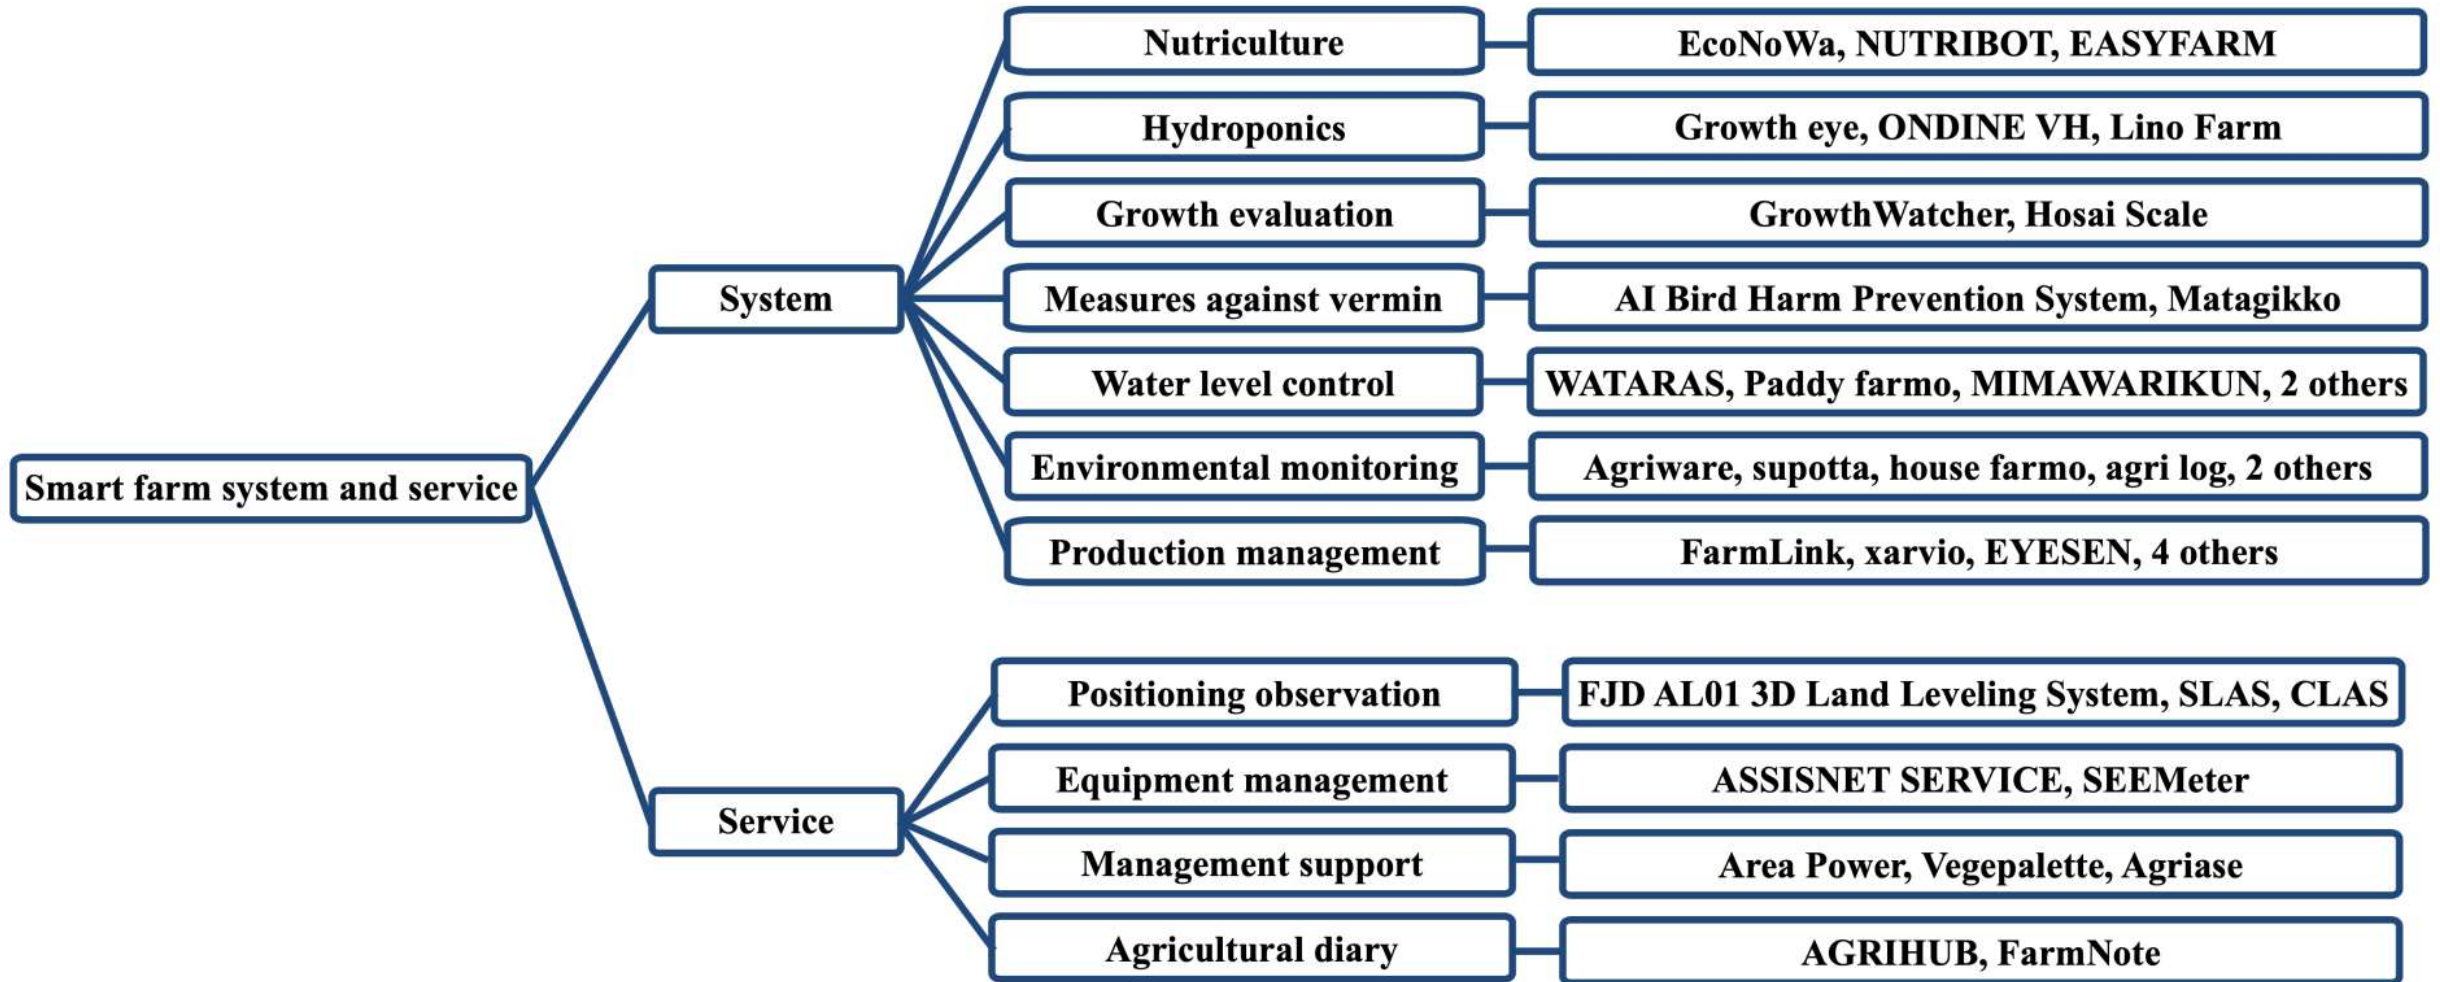 Nutriculture
EcoNoWa, NUTRIBOT, EASYFARM
Hydroponics
Growth eye, ONDINE VH, Lino Farm
Growth evaluation
GrowthWatcher, Hosai Scale
System
Measures against vermin
AI Bird Harm Prevention System, Matagikko
Water level control
WATARAS, Paddy farmo, MIMAWARIKUN, 2 others
Environmental monitoring
Agriware, supotta, house farmo, agri log, 2 others
Smart farm system and service
Production management
FarmLink, xarvio, EYESEN, 4 others
Positioning observation
FJD AL01 3D Land Leveling System, SLAS, CLAS
Equipment management
ASSISNET SERVICE, SEEMeter
Service
Management support
Area Power, Vegepalette, Agriase
Agricultural diary
AGRIHUB, FarmNote